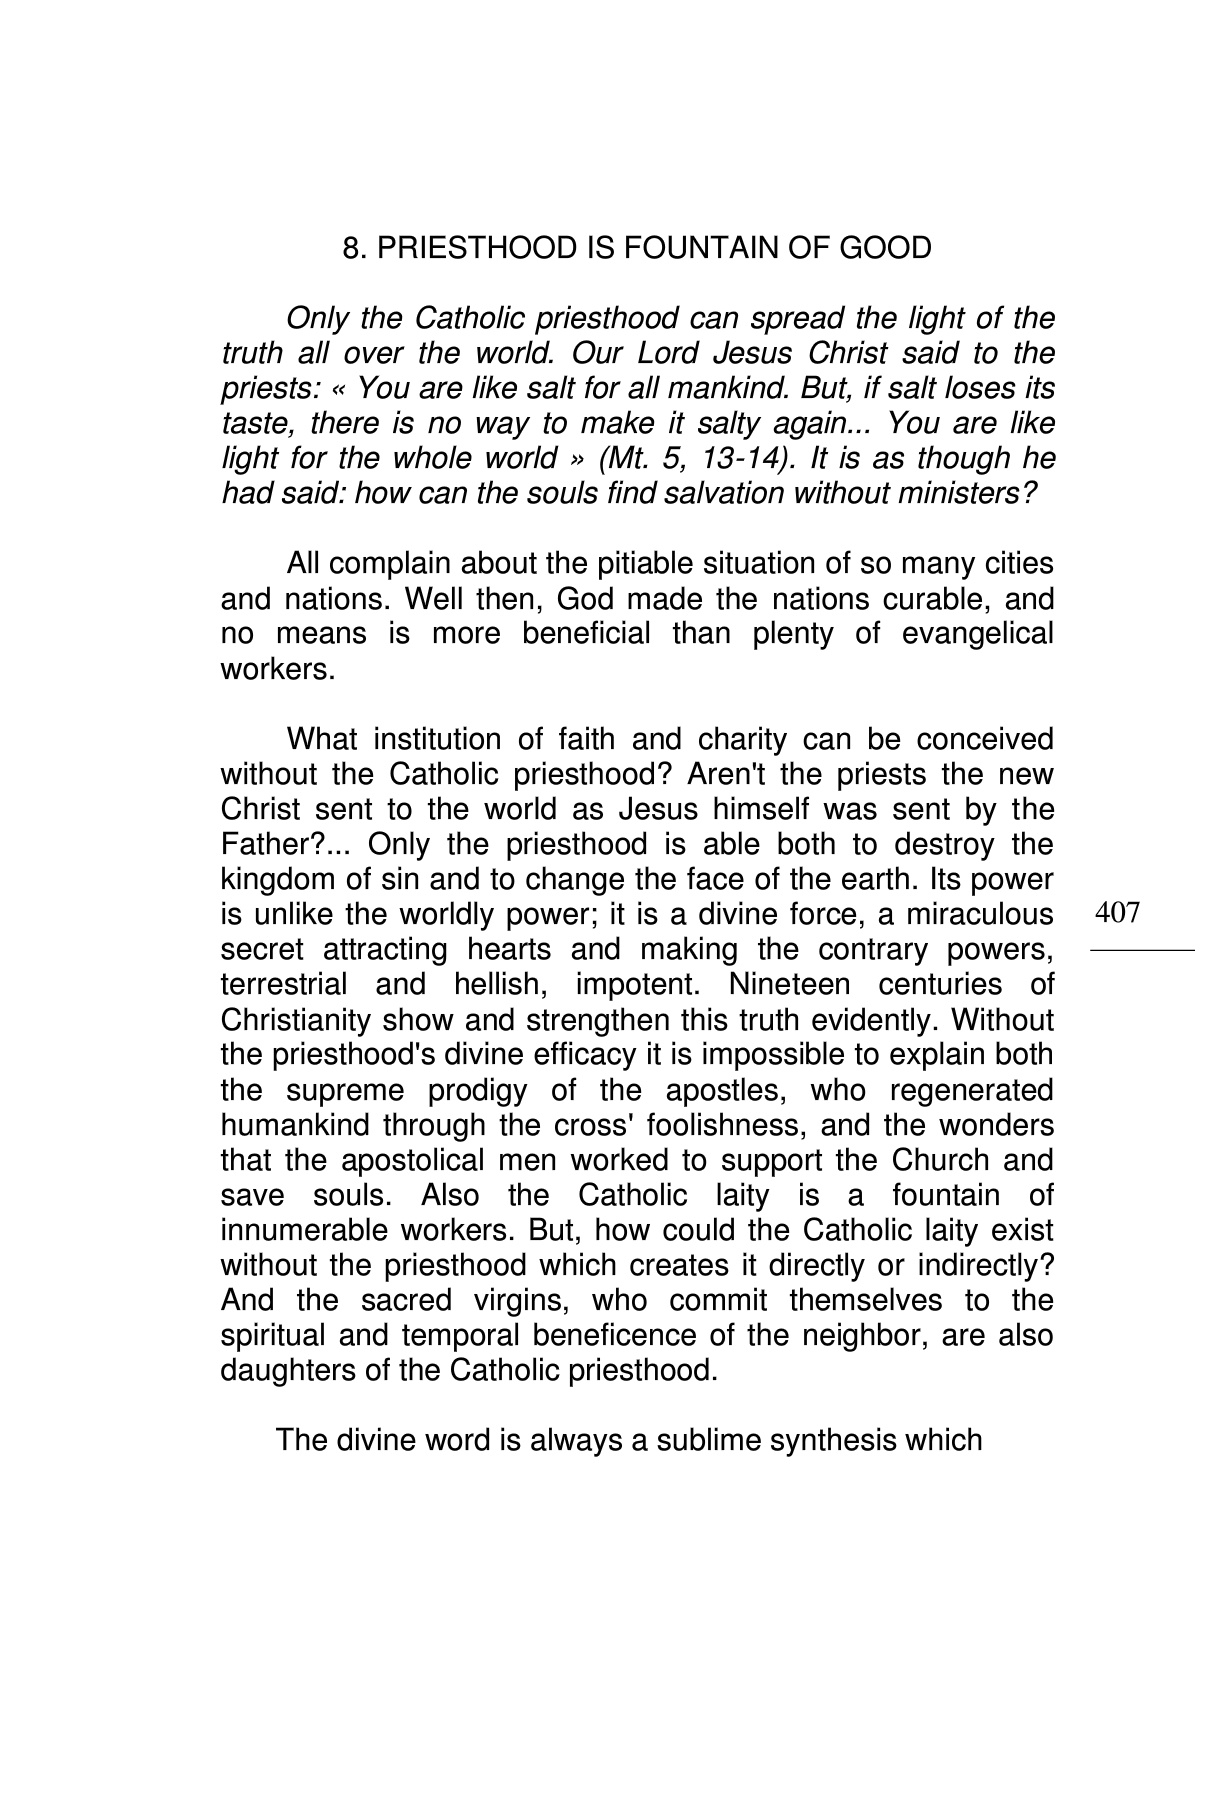 8. PRIESTHOOD IS FOUNTAIN OF GOOD
Only the Catholic priesthood can spread the light of the
truth all over the world. Our Lord Jesus Christ said to the
priests: « You are like salt for all mankind. But, if salt loses its
taste, there is no way to make it salty again... You are like
light for the whole world » (Mt. 5, 13-14). It is as though he
had said: how can the souls find salvation without ministers?
All complain about the pitiable situation of so many cities
and nations. Well then, God made the nations curable, and
no means is more beneficial than plenty of evangelical
workers.
What institution of faith and charity can be conceived
without the Catholic priesthood? Aren't the priests the new
Christ sent to the world as Jesus himself was sent by the
Father?... Only the priesthood is able both to destroy the
kingdom of sin and to change the face of the earth. Its power
is unlike the worldly power; it is a divine force, a miraculous
secret attracting hearts and making the contrary powers,
terrestrial and hellish, impotent. Nineteen centuries of
Christianity show and strengthen this truth evidently. Without
the priesthood's divine efficacy it is impossible to explain both
the supreme prodigy of the apostles, who regenerated
humankind through the cross' foolishness, and the wonders
that the apostolical men worked to support the Church and
save souls. Also the Catholic laity is a fountain of
innumerable workers. But, how could the Catholic laity exist
without the priesthood which creates it directly or indirectly?
And the sacred virgins, who commit themselves to the
spiritual and temporal beneficence of the neighbor, are also
daughters of the Catholic priesthood.
The divine word is always a sublime synthesis which
407